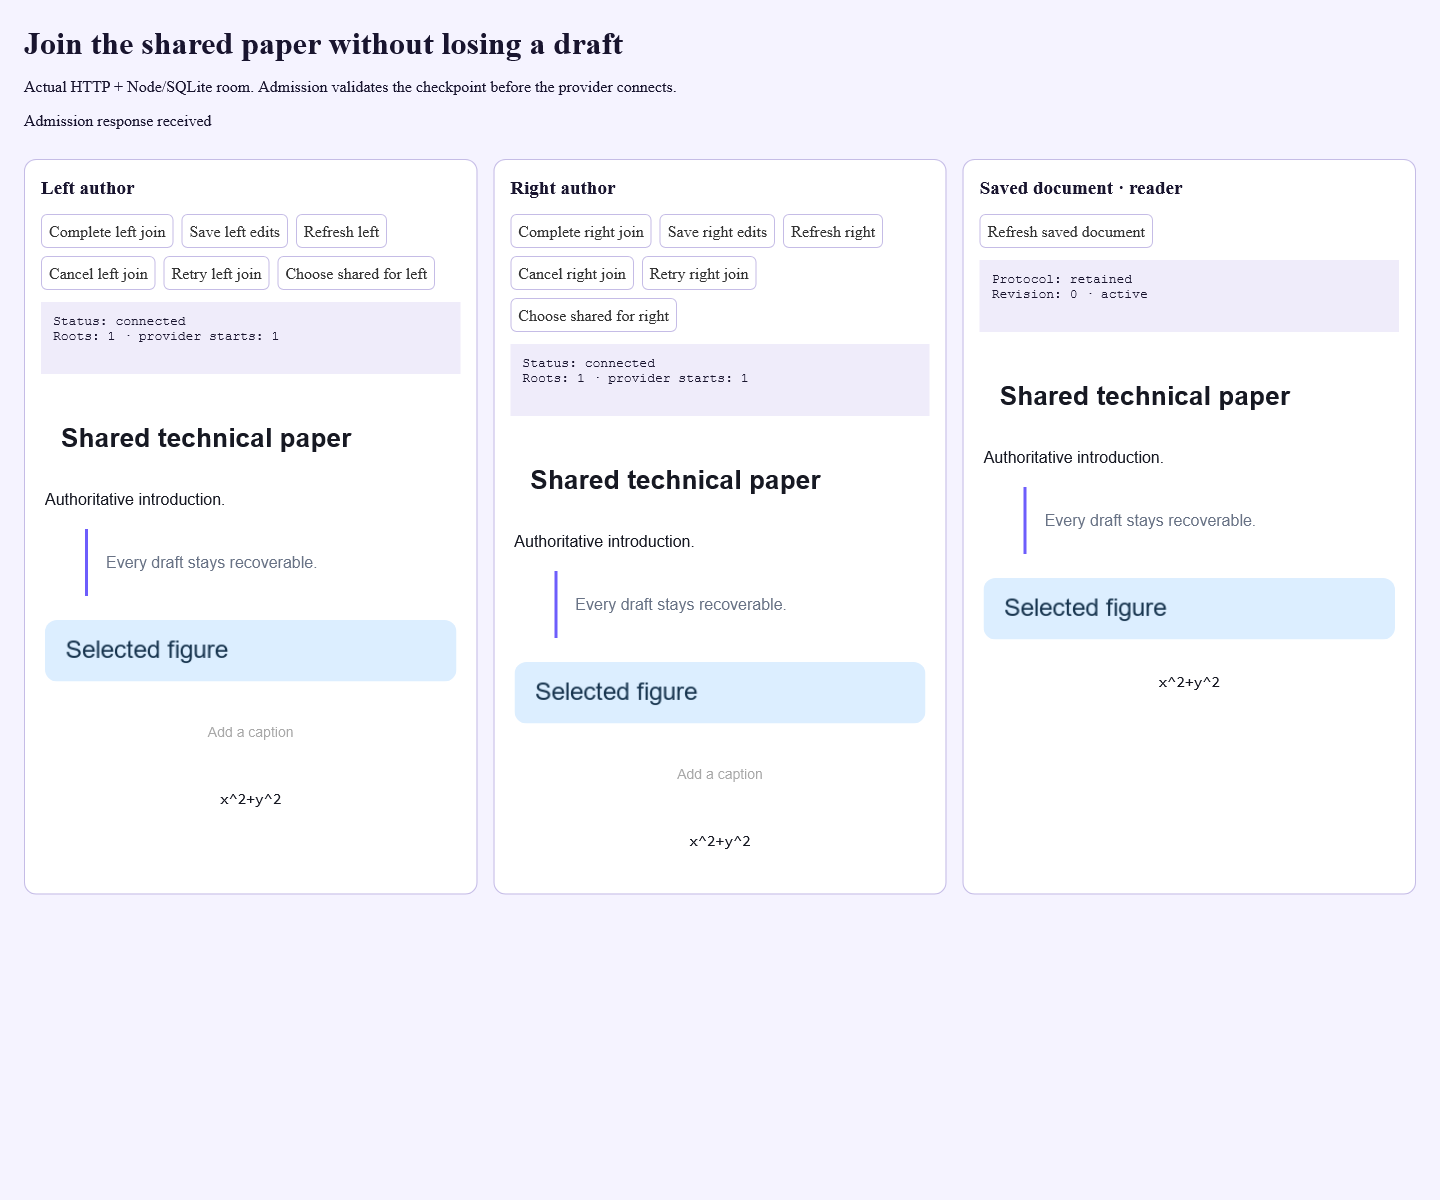 Join the shared paper without losing a draft
Actual HTTP + Node/SQLite room. Admission validates the checkpoint before the provider connects.
Admission response received
Left author
Complete left join
Save left edits
Refresh left
Cancel left join
Retry left join
Choose shared for left
Status: connected
Roots: 1 · provider starts: 1
Shared technical paper
Authoritative introduction.
Every draft stays recoverable.
Selected figure
Add a caption
x^2+y^2
Right author
Complete right join
Save right edits
Refresh right
Cancel right join
Retry right join
Choose shared for right
Status: connected
Roots: 1 · provider starts: 1
Shared technical paper
Authoritative introduction.
Every draft stays recoverable.
Selected figure
Add a caption
x^2+y^2
Saved document · reader
Refresh saved document
Protocol: retained
Revision: 0 · active
Shared technical paper
Authoritative introduction.
Every draft stays recoverable.
Selected figure
x^2+y^2